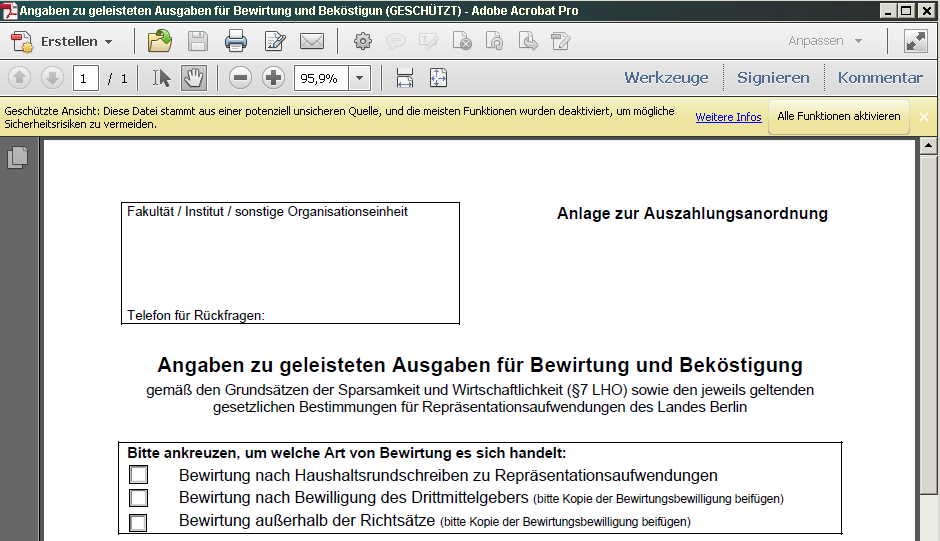 Angaben zu geleisteten Ausgaben für Bewirtung und Beköstigun (GESCHÜTZT) - Adobe Acrobat Pro
Erstellen
Anpassen
1 / 1
95,9%
Werkzeuge
Signieren
Kommentar
Geschützte Ansicht: Diese Datei stammt aus einer potenziell unsicheren Quelle, und die meisten Funktionen wurden deaktiviert, um mögliche
Sicherheitsrisiken zu vermeiden.
Weitere Infos
Alle Funktionen aktivieren
Fakultät / Institut / sonstige Organisationseinheit
Anlage zur Auszahlungsanordnung
Telefon für Rückfragen:
Angaben zu geleisteten Ausgaben für Bewirtung und Beköstigung
gemäß den Grundsätzen der Sparsamkeit und Wirtschaftlichkeit (§7 LHO) sowie den jeweils geltenden
gesetzlichen Bestimmungen für Repräsentationsaufwendungen des Landes Berlin
Bitte ankreuzen, um welche Art von Bewirtung es sich handelt:
Bewirtung nach Haushaltsrundschreiben zu Repräsentationsaufwendungen
Bewirtung nach Bewilligung des Drittmittelgebers (bitte Kopie der Bewirtungsbewilligung beifügen)
Bewirtung außerhalb der Richtsätze (bitte Kopie der Bewirtungsbewilligung beifügen)